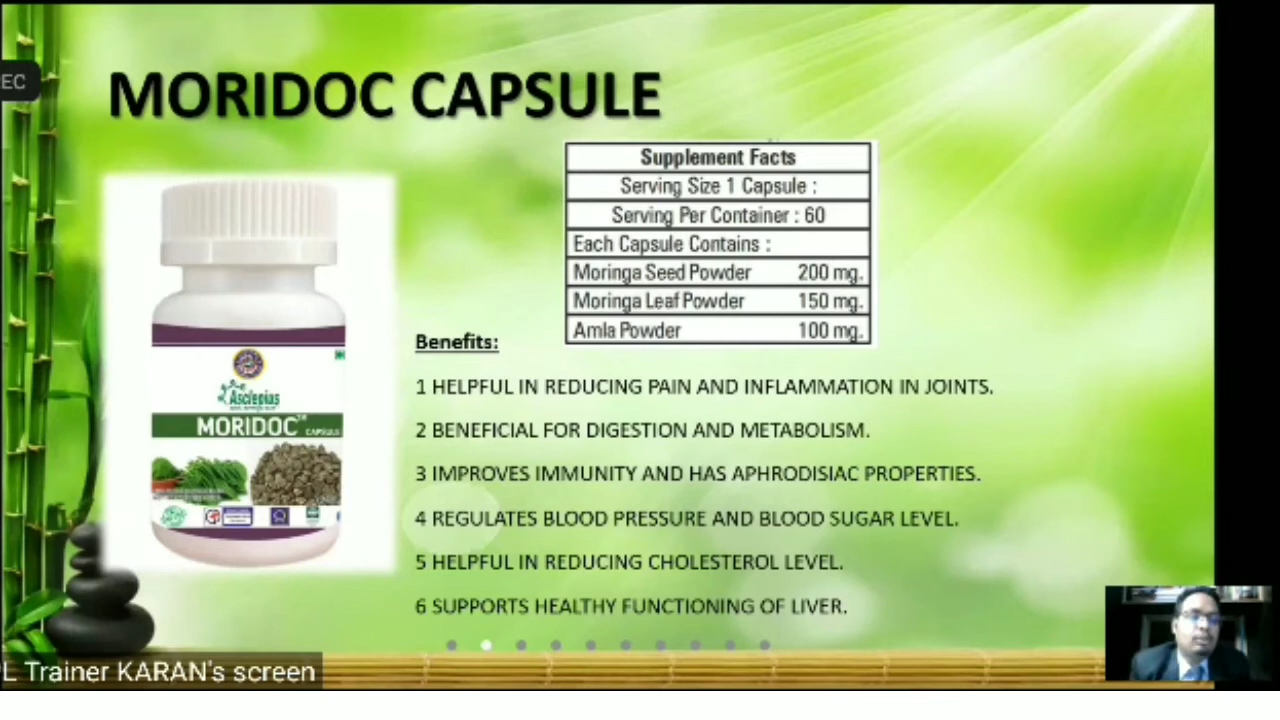 EC
MORIDOC CAPSULE
Supplement Facts
Serving Size 1 Capsule :
Serving Per Container : 60
Each Capsule Contains :
Moringa Seed Powder 200 mg.
Moringa Leaf Powder 150 mg.
Amla Powder 100 mg.
Asclepius
MORIDOC™ CAPSULE
Benefits:
1 HELPFUL IN REDUCING PAIN AND INFLAMMATION IN JOINTS.
2 BENEFICIAL FOR DIGESTION AND METABOLISM.
3 IMPROVES IMMUNITY AND HAS APHRODISIAC PROPERTIES.
4 REGULATES BLOOD PRESSURE AND BLOOD SUGAR LEVEL.
5 HELPFUL IN REDUCING CHOLESTEROL LEVEL.
6 SUPPORTS HEALTHY FUNCTIONING OF LIVER.
L Trainer KARAN's screen